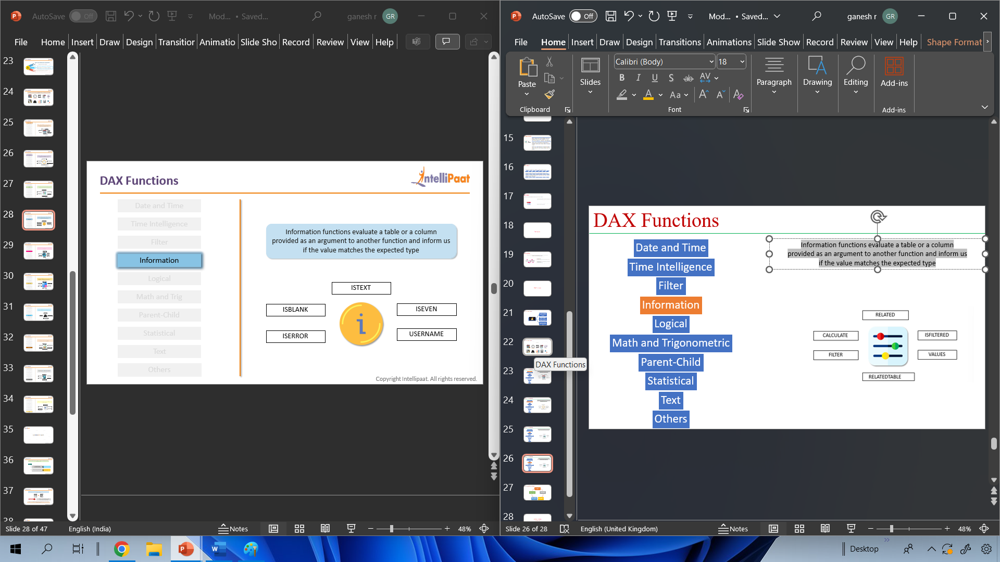 AutoSave
Off
Mod...
• Saved...
ganesh r
GR
File
Home
Insert
Draw
Design
Transitior
Animatio
Slide Sho
Record
Review
View
Help
23
24
25
26
27
28
29
30
31
32
33
34
35
36
37
38
DAX Functions
IntelliPaat
Date and Time
Time Intelligence
Filter
Information
Logical
Math and Trig
Parent-Child
Statistical
Text
Others
Information functions evaluate a table or a column
provided as an argument to another function and inform us
if the value matches the expected type
ISTEXT
ISBLANK
ISEVEN
ISERROR
USERNAME
i
Copyright Intellipaat. All rights reserved.
Slide 28 of 47
English (India)
Notes
48%
AutoSave
Off
Mod...
• Saved...
ganesh r
GR
File
Home
Insert
Draw
Design
Transitions
Animations
Slide Show
Record
Review
View
Help
Shape Format
Paste
Clipboard
Slides
Calibri (Body)
18
B
I
U
S
ab
AV
A
Aa
A
A
A
Font
Paragraph
Drawing
Editing
Add-ins
Add-ins
15
16
17
18
19
20
21
22
DAX Functions
23
24
25
26
27
28
DAX Functions
Date and Time
Time Intelligence
Filter
Information
Logical
Math and Trigonometric
Parent-Child
Statistical
Text
Others
Information functions evaluate a table or a column
provided as an argument to another function and inform us
if the value matches the expected type
RELATED
CALCULATE
ISFILTERED
FILTER
VALUES
RELATEDTABLE
Slide 26 of 28
English (United Kingdom)
Notes
48%
Desktop